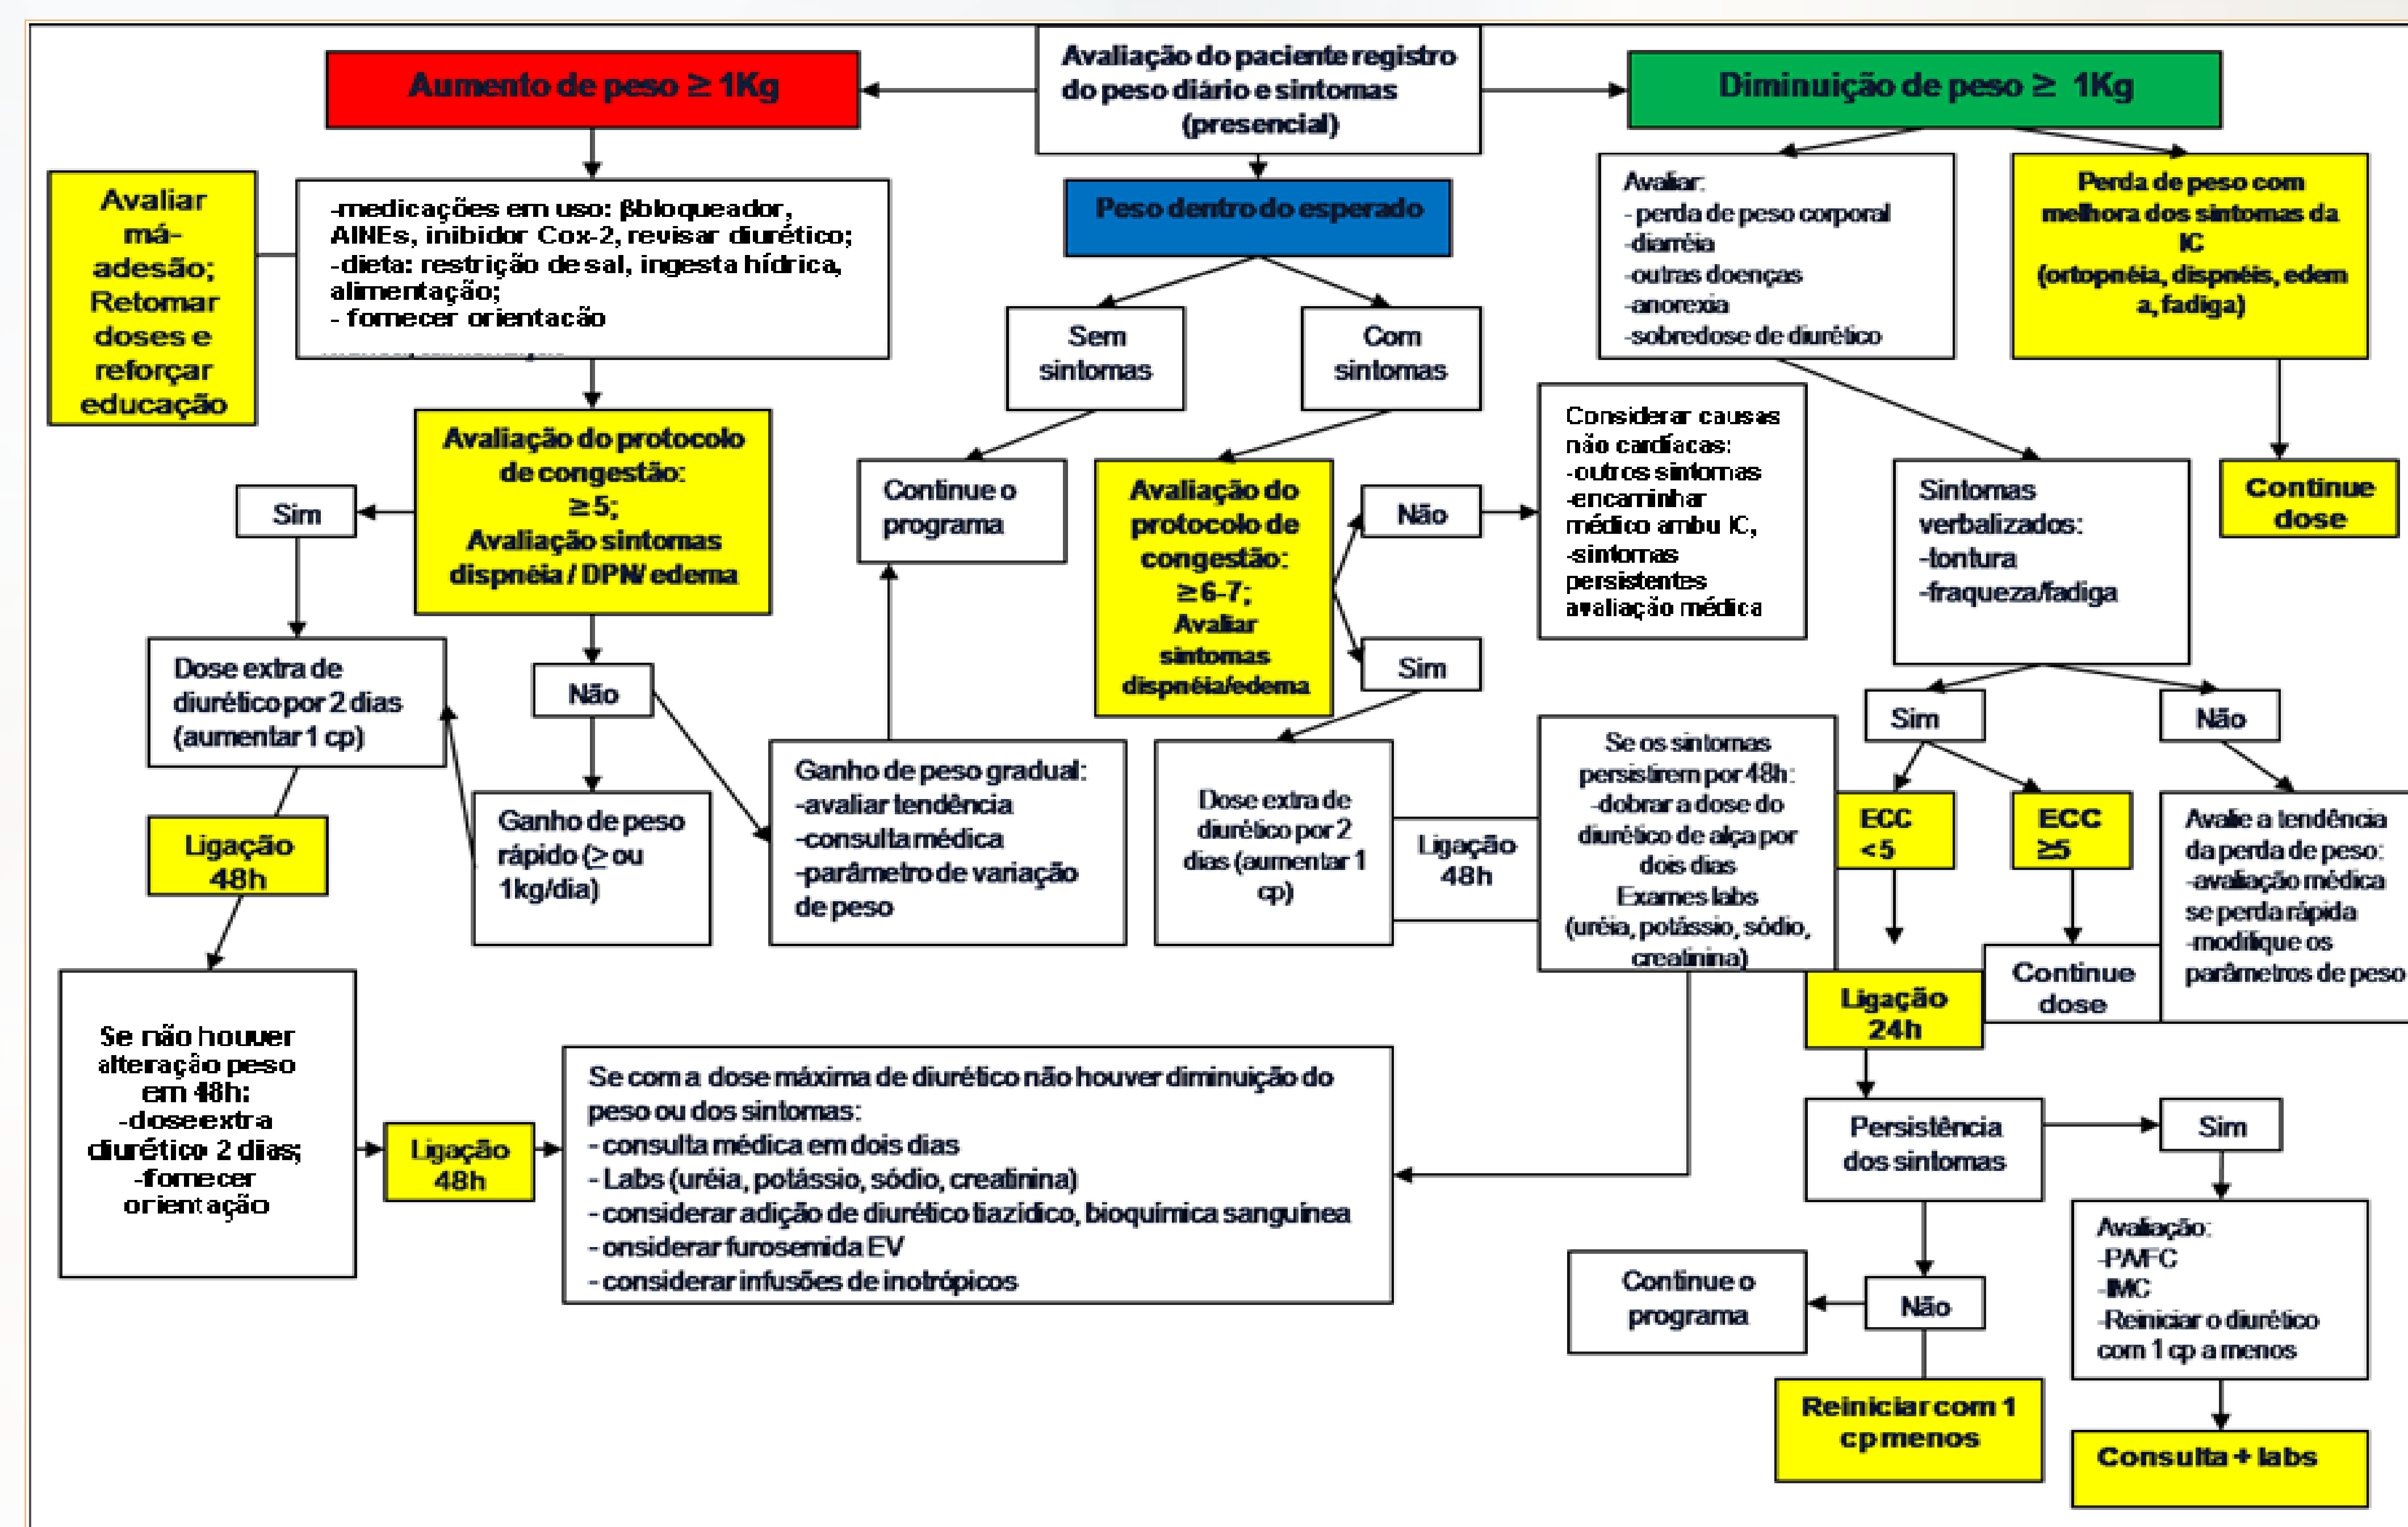 Avaliação do paciente registro
do peso diário e sintomas
(presencial)
Aumento de peso ≥ 1Kg
Avaliar
má-
adesão;
Retomar
doses e
reforçar
educação
-medicações em uso: βbloqueador,
AINEs, inibidor Cox-2, revisar diurético;
-dieta: restrição de sal, ingesta hídrica,
alimentação;
- fornecer orientacão
Avaliação do protocolo
de congestão:
≥ 5;
Avaliação sintomas
dispnéia / DPN/ edema
Sim
Dose extra de
diurético por 2 dias
(aumentar 1 cp)
Ligação
48h
Não
Ganho de peso
rápido (≥ ou
1kg/dia)
Ganho de peso gradual:
-avaliar tendência
-consulta médica
-parâmetro de variação
de peso
Se não houver
alteração peso
em 48h:
-dose extra
diurético 2 dias;
-fornecer
orientação
Ligação
48h
Se com a dose máxima de diurético não houver diminuição do
peso ou dos sintomas:
- consulta médica em dois dias
- Labs (uréia, potássio, sódio, creatinina)
- considerar adição de diurético tiazídico, bioquímica sanguínea
- onsiderar furosemida EV
- considerar infusões de inotrópicos
Peso dentro do esperado
Sem
sintomas
Com
sintomas
Continue o
programa
Avaliação do
protocolo de
congestão:
≥ 6-7;
Avaliar
sintomas
dispnéia/edema
Não
Considerar causas
não cardíacas:
-outros sintomas
-encaminhar
médico ambu IC,
-sintomas
persistentes
avaliação médica
Sim
Dose extra de
diurético por 2
dias (aumentar 1
cp)
Ligação
48h
Se os sintomas
persistirem por 48h:
-dobrar a dose do
diurético de alça por
dois dias
Exames labs
(uréia, potássio, sódio,
creatinina)
Diminuição de peso ≥ 1Kg
Avaliar:
- perda de peso corporal
-diarréia
-outras doenças
-anorexia
-sobredose de diurético
Perda de peso com
melhora dos sintomas da
IC
(ortopnéia, dispnéis, edem
a, fadiga)
Continue
dose
Sintomas
verbalizados:
-tontura
-fraqueza/fadiga
Sim
Não
ECC
<5
ECC
≥5
Avalie a tendência
da perda de peso:
-avaliação médica
se perda rápida
-modifique os
parâmetros de peso
Continue
dose
Ligação
24h
Persistência
dos sintomas
Sim
Avaliação:
-PA/FC
-IMC
-Reiniciar o diurético
com 1 cp a menos
Consulta + labs
Não
Continue o
programa
Reiniciar com 1
cp menos